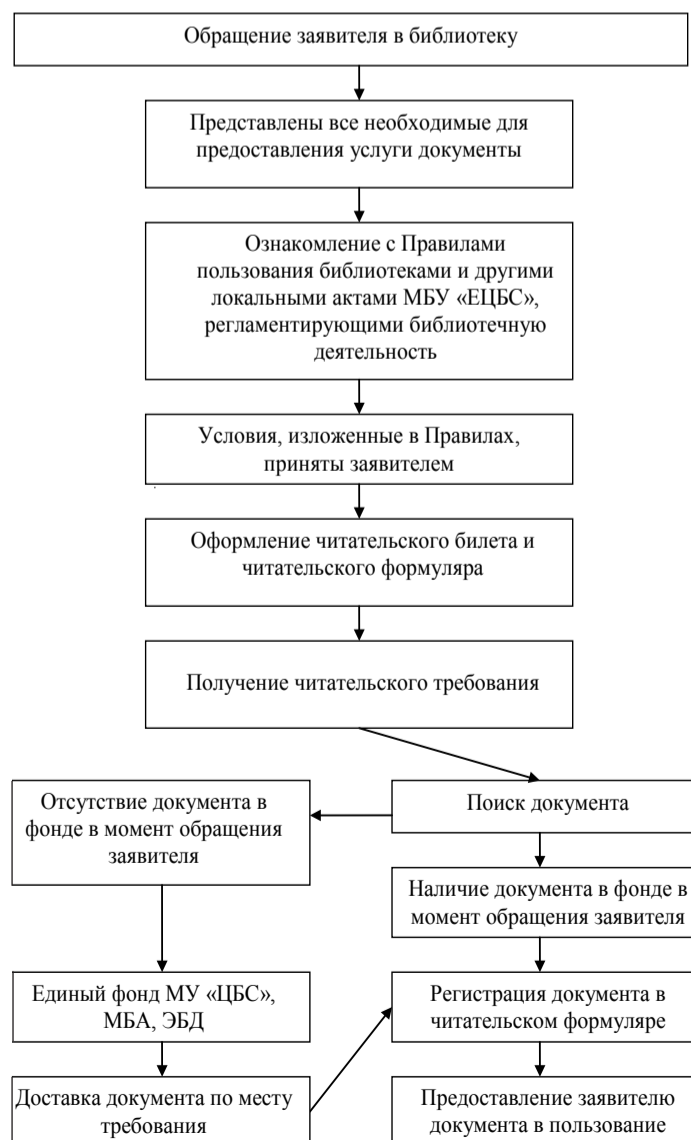 Обращение заявителя в библиотеку
Представлены все необходимые для
предоставления услуги документы
Ознакомление с Правилами
пользования библиотеками и другими
локальными актами МБУ «ЕЦБС»,
регламентирующими библиотечную
деятельность
Условия, изложенные в Правилах,
приняты заявителем
Оформление читательского билета и
читательского формуляра
Получение читательского требования
Отсутствие документа в
фонде в момент обращения
заявителя
Поиск документа
Наличие документа в фонде в
момент обращения заявителя
Единый фонд МУ «ЦБС»,
МБА, ЭБД
Регистрация документа в
читательском формуляре
Доставка документа по месту
требования
Предоставление заявителю
документа в пользование